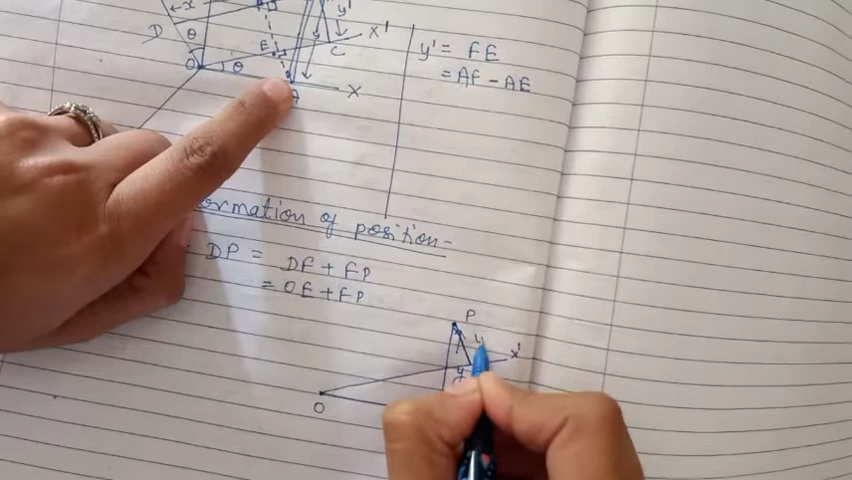 x
y'
D θ
E C X'
O θ
A X
y' = FE
= AF - AE
ormation of position-
DP = DF + FP
= OE + FP
P
y
X'
y
O